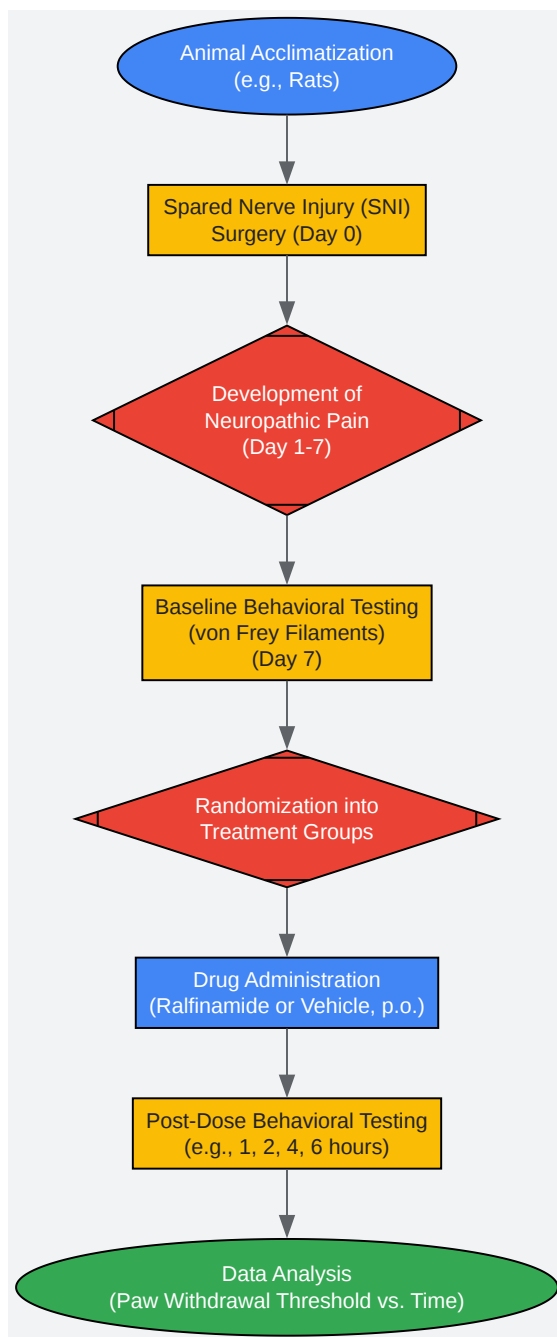 Animal Acclimatization
(e.g., Rats)
Spared Nerve Injury (SNI)
Surgery (Day 0)
Development of
Neuropathic Pain
(Day 1-7)
Baseline Behavioral Testing
(von Frey Filaments)
(Day 7)
Randomization into
Treatment Groups
Drug Administration
(Ralfinamide or Vehicle, p.o.)
Post-Dose Behavioral Testing
(e.g., 1, 2, 4, 6 hours)
Data Analysis
(Paw Withdrawal Threshold vs. Time)